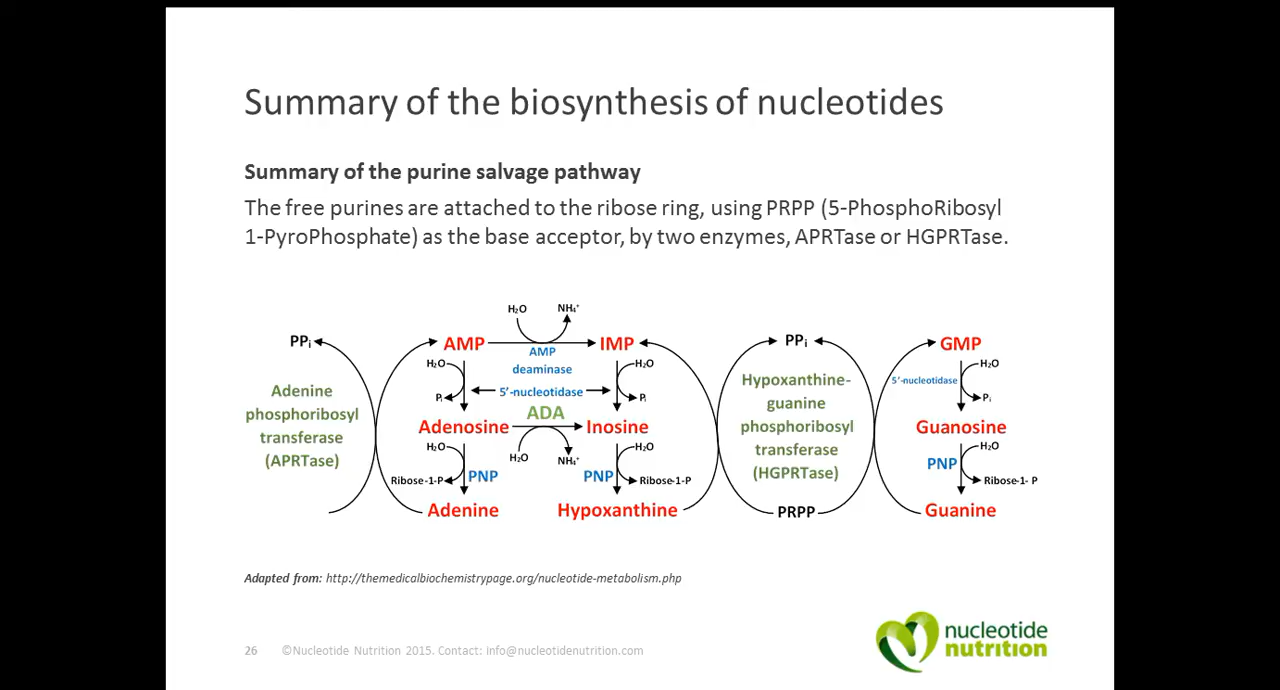 Summary of the biosynthesis of nucleotides
Summary of the purine salvage pathway
The free purines are attached to the ribose ring, using PRPP (5-PhosphoRibosyl
1-PyroPhosphate) as the base acceptor, by two enzymes, APRTase or HGPRTase.
H₂O NH₄⁺
PPᵢ AMP IMP PPᵢ GMP
AMP
deaminase
H₂O H₂O H₂O
Adenine
phosphoribosyl
transferase
(APRTase)
5’-nucleotidase
Pᵢ Pᵢ
Hypoxanthine-
guanine
phosphoribosyl
transferase
(HGPRTase)
5’-nucleotidase
Pᵢ
ADA
Adenosine Inosine Guanosine
H₂O H₂O NH₄⁺ H₂O H₂O
PNP PNP PNP
Ribose-1-P Ribose-1-P Ribose-1- P
Adenine Hypoxanthine PRPP Guanine
Adapted from: http://themedicalbiochemistrypage.org/nucleotide-metabolism.php
26 ©Nucleotide Nutrition 2015. Contact: info@nucleotidenutrition.com
nucleotide
nutrition